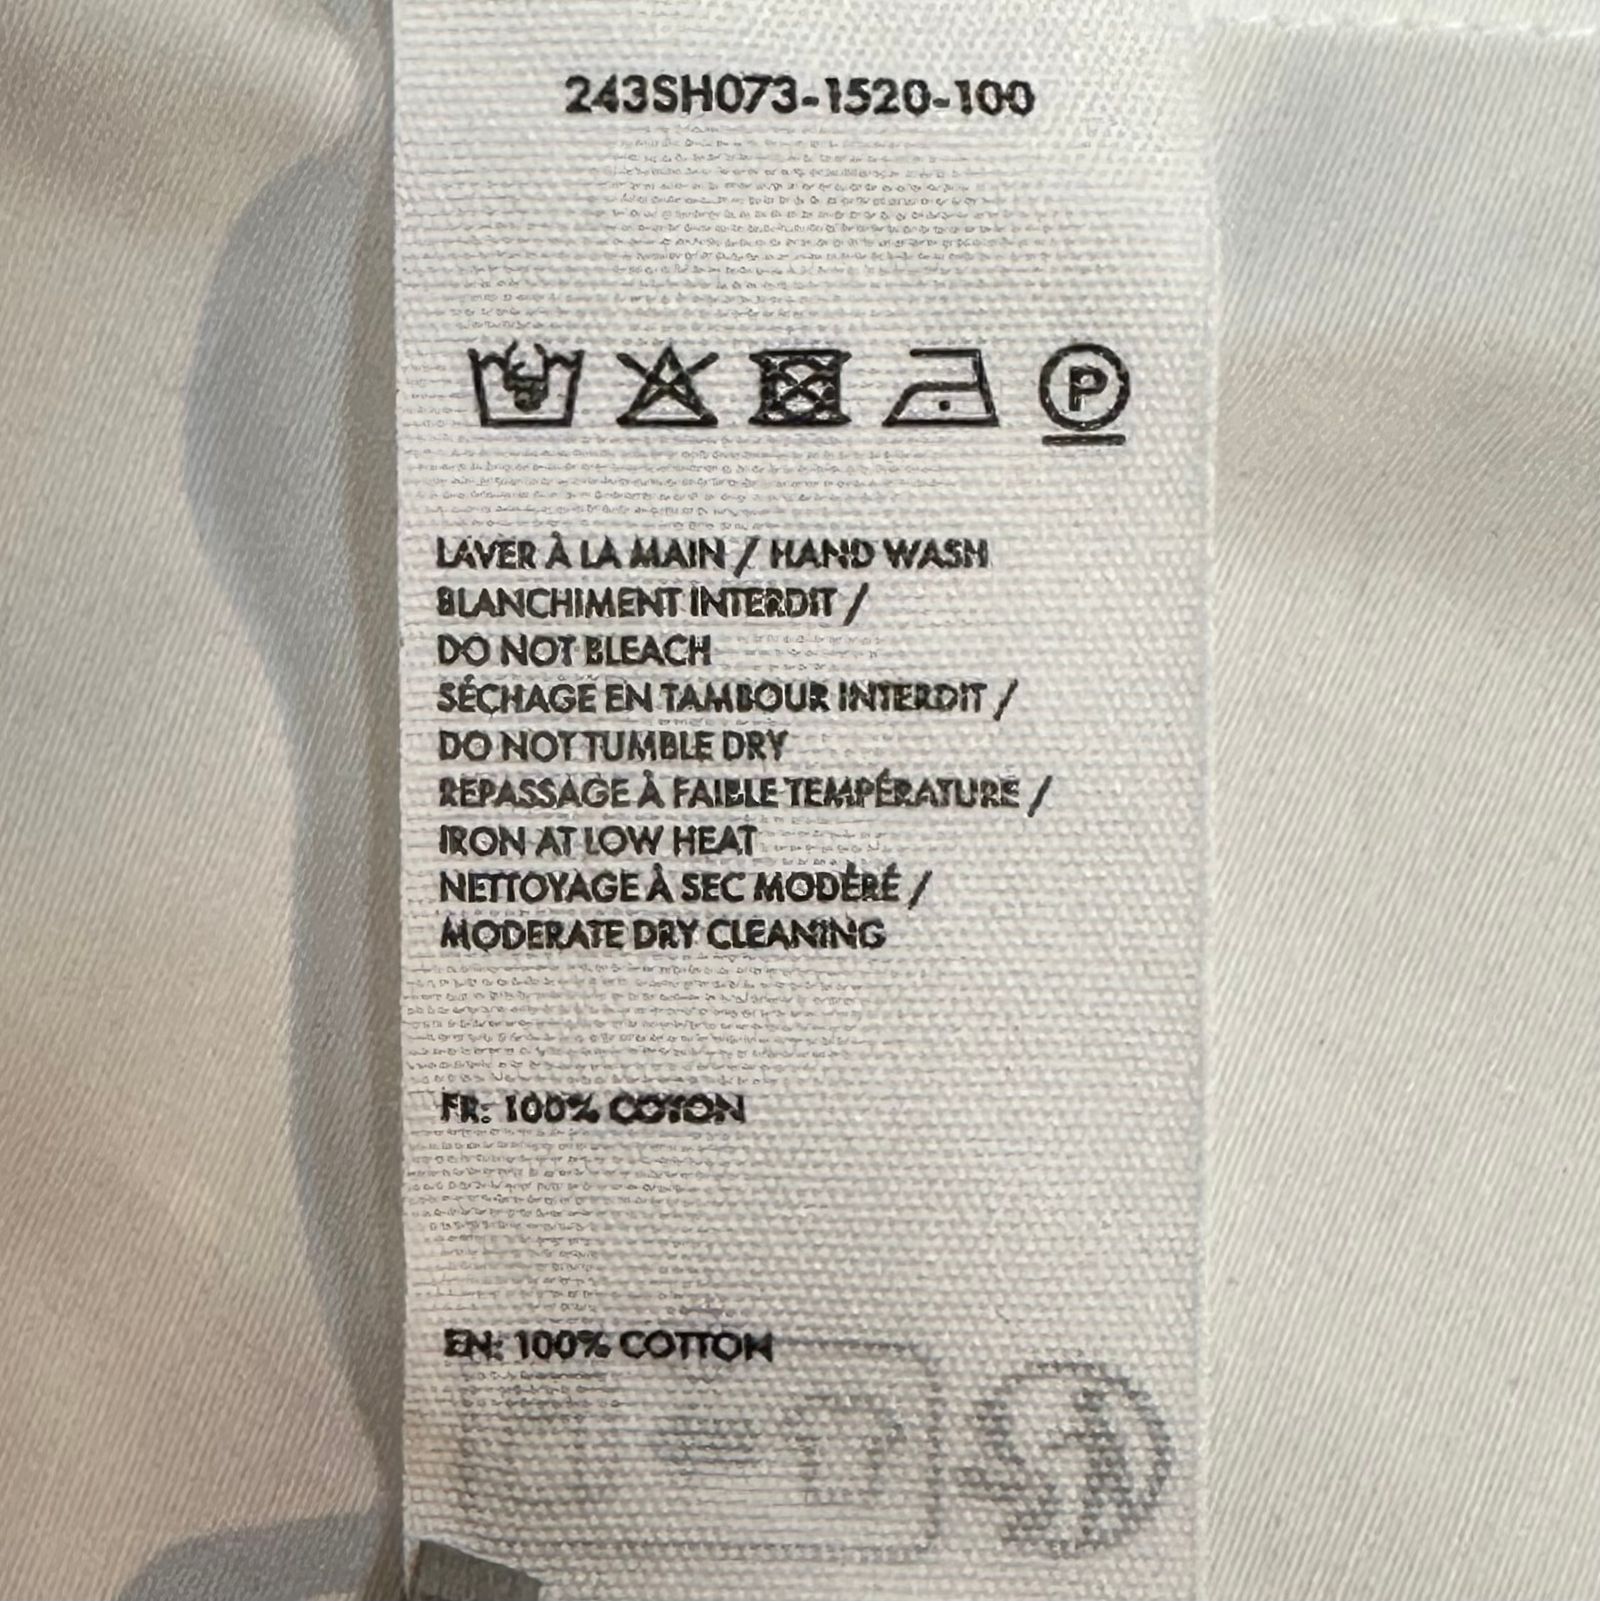 243SH073-1520-100
P
LAVER À LA MAIN / HAND WASH
BLANCHIMENT INTERDIT /
DO NOT BLEACH
SÉCHAGE EN TAMBOUR INTERDIT /
DO NOT TUMBLE DRY
REPASSAGE À FAIBLE TEMPÉRATURE /
IRON AT LOW HEAT
NETTOYAGE À SEC MODÉRÉ /
MODERATE DRY CLEANING
FR: 100% COTON
EN: 100% COTTON